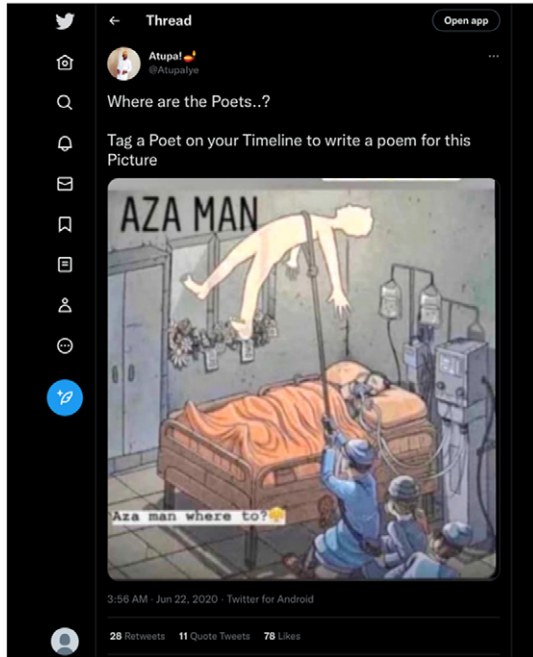 Thread
Open app
Atupa!🪔
@Atupalye
...
Where are the Poets..?
Tag a Poet on your Timeline to write a poem for this
Picture
AZA MAN
Aza man where to?
3:56 AM · Jun 22, 2020 · Twitter for Android
28 Retweets 11 Quote Tweets 78 Likes